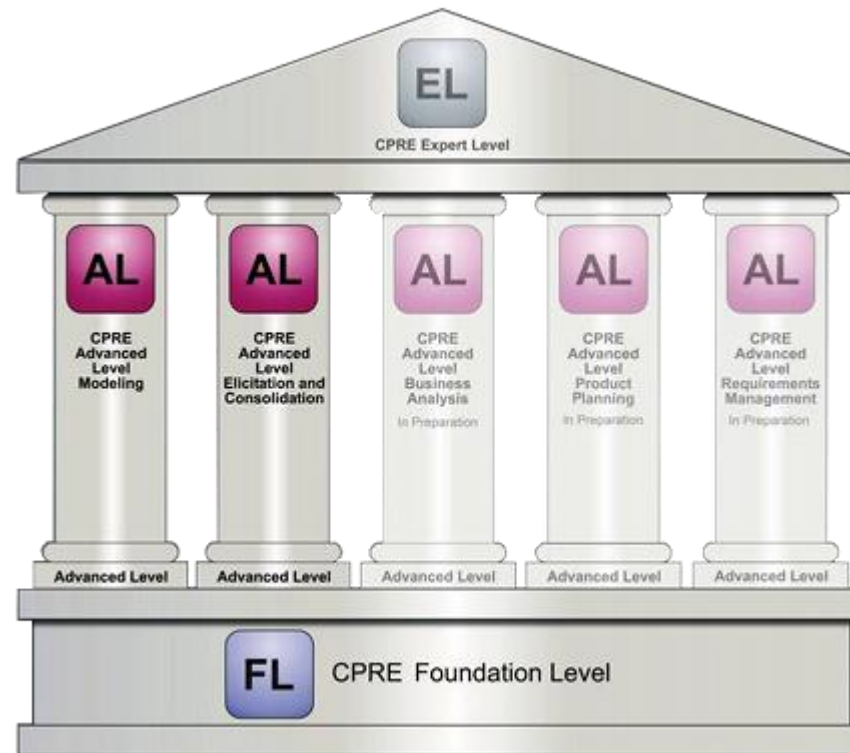 EL
CPRE Expert Level
AL
CPRE
Advanced
Level
Modeling
AL
CPRE
Advanced
Level
Elicitation and
Consolidation
AL
CPRE
Advanced
Level
Business
Analysis
In Preparation
AL
CPRE
Advanced
Level
Product
Planning
In Preparation
AL
CPRE
Advanced
Level
Requirements
Management
In Preparation
Advanced Level
Advanced Level
Advanced Level
Advanced Level
Advanced Level
FL
CPRE Foundation Level